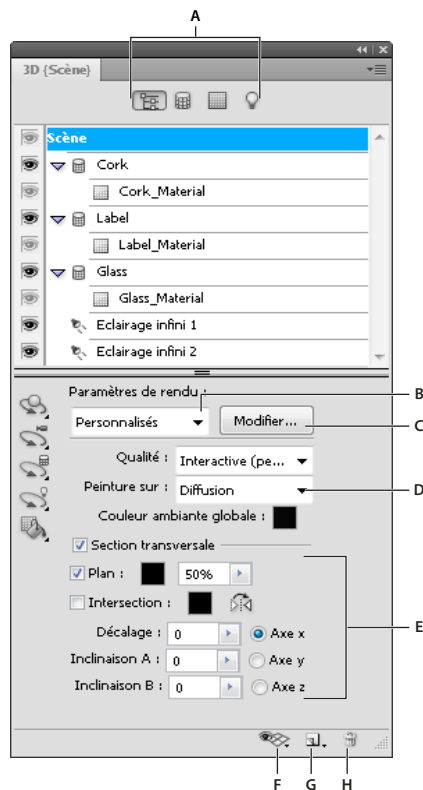 A
3D {Scène}
Scène
Cork
Cork_Material
Label
Label_Material
Glass
Glass_Material
Eclairage infini 1
Eclairage infini 2
Paramètres de rendu :
B
Personnalisés
Modifier...
C
Qualité :
Interactive (pe...
Peinture sur :
Diffusion
D
Couleur ambiante globale :
Section transversale
Plan :
50%
Intersection :
E
Décalage :
0
Axe x
Inclinaison A :
0
Axe y
Inclinaison B :
0
Axe z
F
G
H